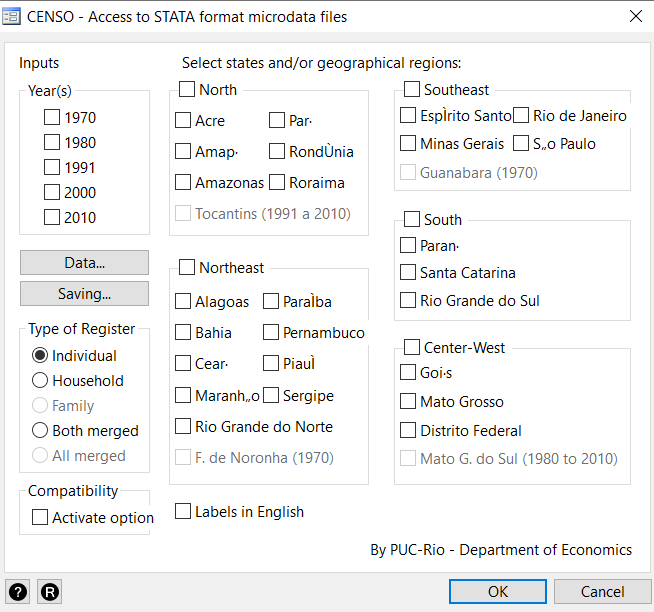 CENSO - Access to STATA format microdata files
Inputs
Year(s)
1970
1980
1991
2000
2010
Data...
Saving...
Type of Register
Individual
Household
Family
Both merged
All merged
Compatibility
Activate option
Select states and/or geographical regions:
North
Acre
Par·
Amap·
RondÙnia
Amazonas
Roraima
Tocantins (1991 a 2010)
Northeast
Alagoas
ParaÌba
Bahia
Pernambuco
Cear·
PiauÌ
Maranh„o
Sergipe
Rio Grande do Norte
F. de Noronha (1970)
Labels in English
Southeast
EspÌrito Santo
Rio de Janeiro
Minas Gerais
S„o Paulo
Guanabara (1970)
South
Paran·
Santa Catarina
Rio Grande do Sul
Center-West
Goi·s
Mato Grosso
Distrito Federal
Mato G. do Sul (1980 to 2010)
By PUC-Rio - Department of Economics
? R
OK
Cancel